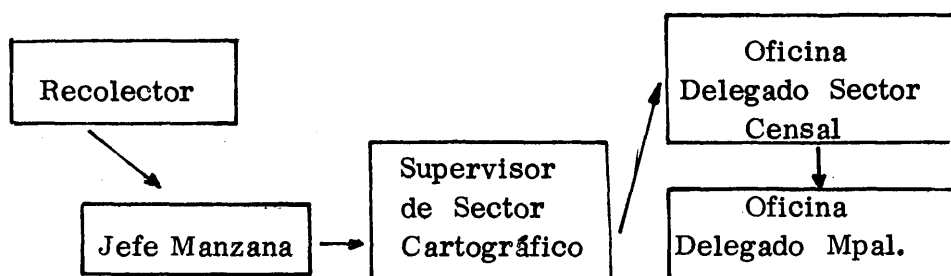 Recolector
Jefe Manzana
Supervisor
de Sector
Cartográfico
Oficina
Delegado Sector
Censal
Oficina
Delegado Mpal.